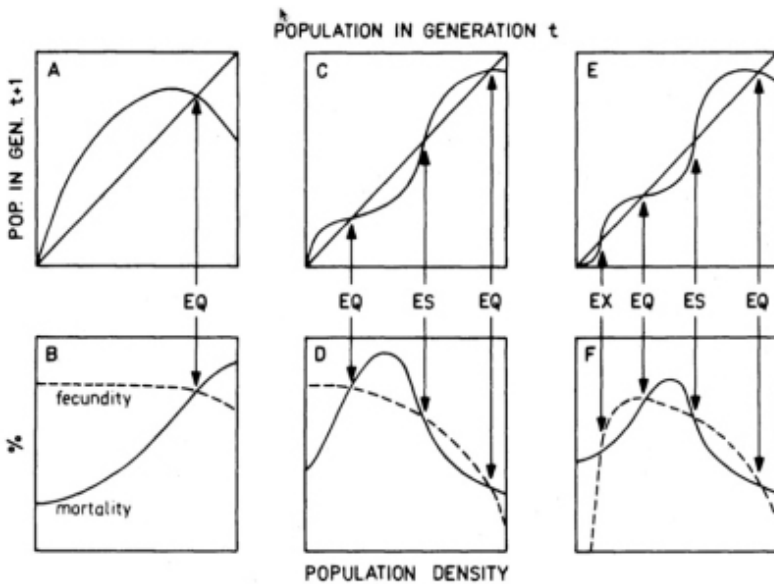 POPULATION IN GENERATION t
A
C
E
POP. IN GEN. t+1
EQ
EQ
ES
EQ
EX
EQ
ES
EQ
B
D
F
fecundity
%
mortality
POPULATION DENSITY